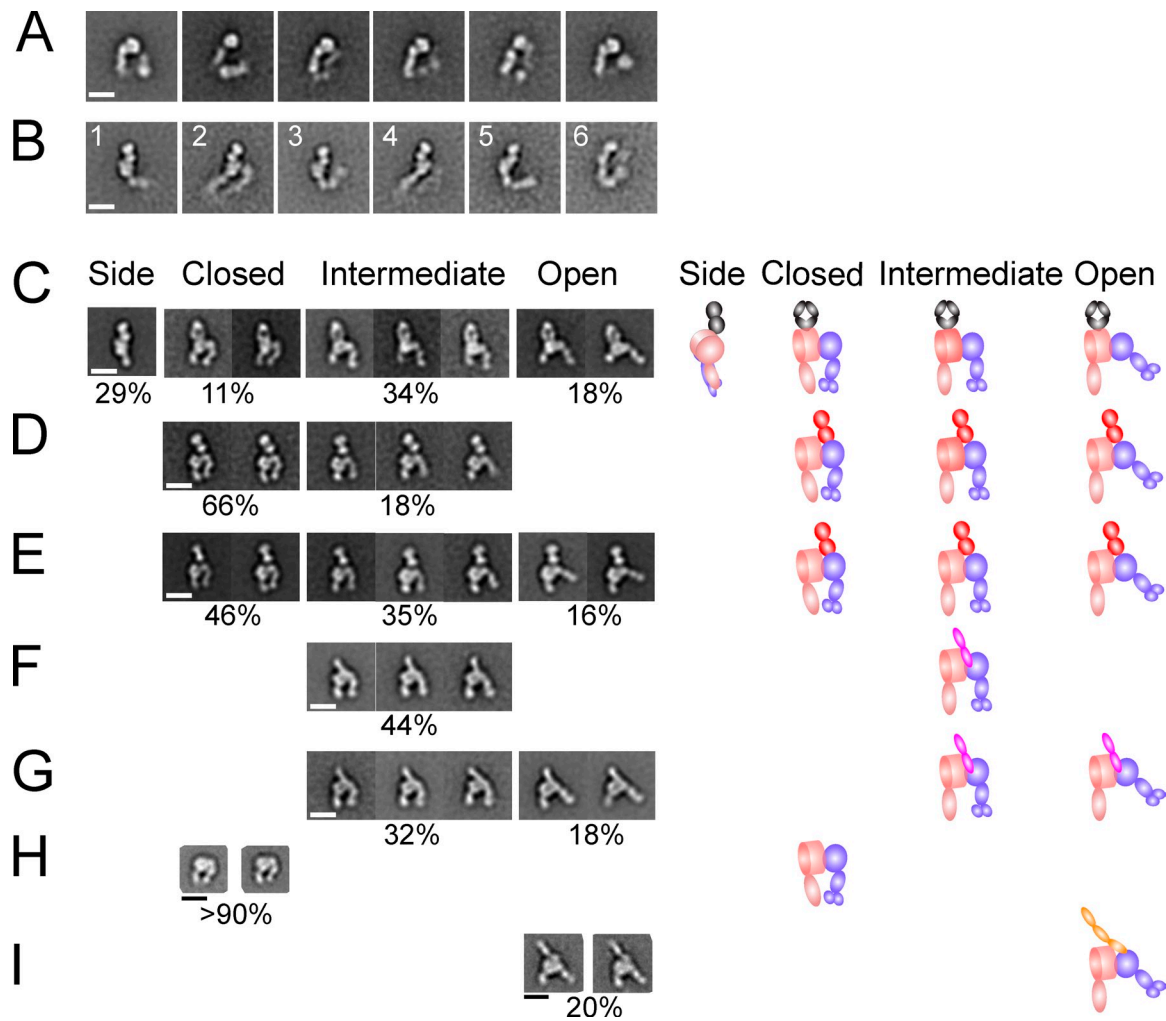 A
B
1 2 3 4 5 6
C
Side Closed Intermediate Open Side Closed Intermediate Open
29% 11% 34% 18%
D
66% 18%
E
46% 35% 16%
F
44%
G
32% 18%
H
>90%
I
20%